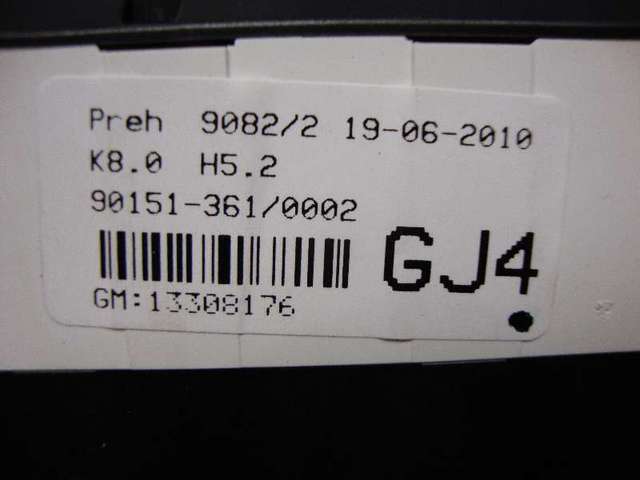 Preh 9082/2 19-06-2010
K8.0 H5.2
90151-361/0002
GJ4
GM:13308176